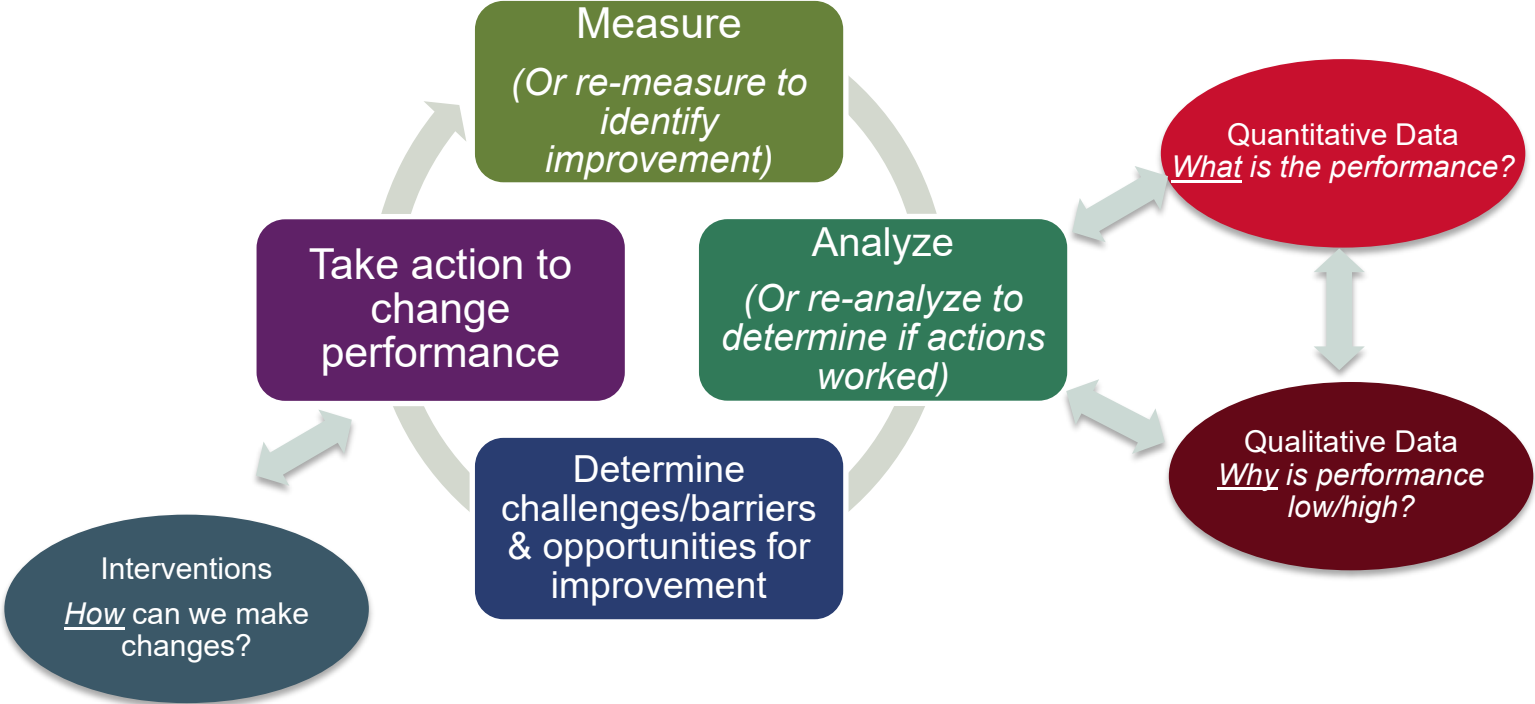 Measure
(Or re-measure to
identify
improvement)
Quantitative Data
What is the performance?
Take action to
change
performance
Analyze
(Or re-analyze to
determine if actions
worked)
Qualitative Data
Why is performance
low/high?
Determine
challenges/barriers
& opportunities for
improvement
Interventions
How can we make
changes?